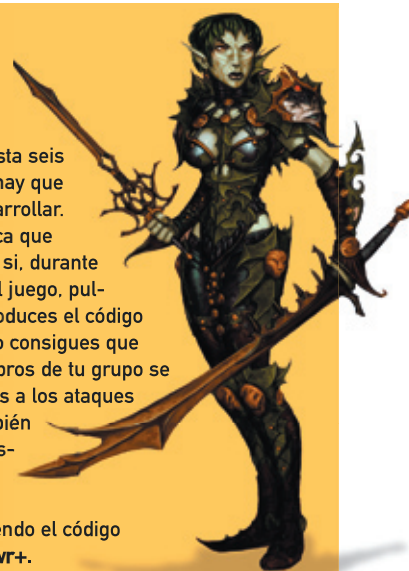 sta seis
hay que
arrollar.
ca que
si, durante
l juego, pul-
oduces el código
o consigues que
bros de tu grupo se
s a los ataques
bién
s-
endo el código
wr+.